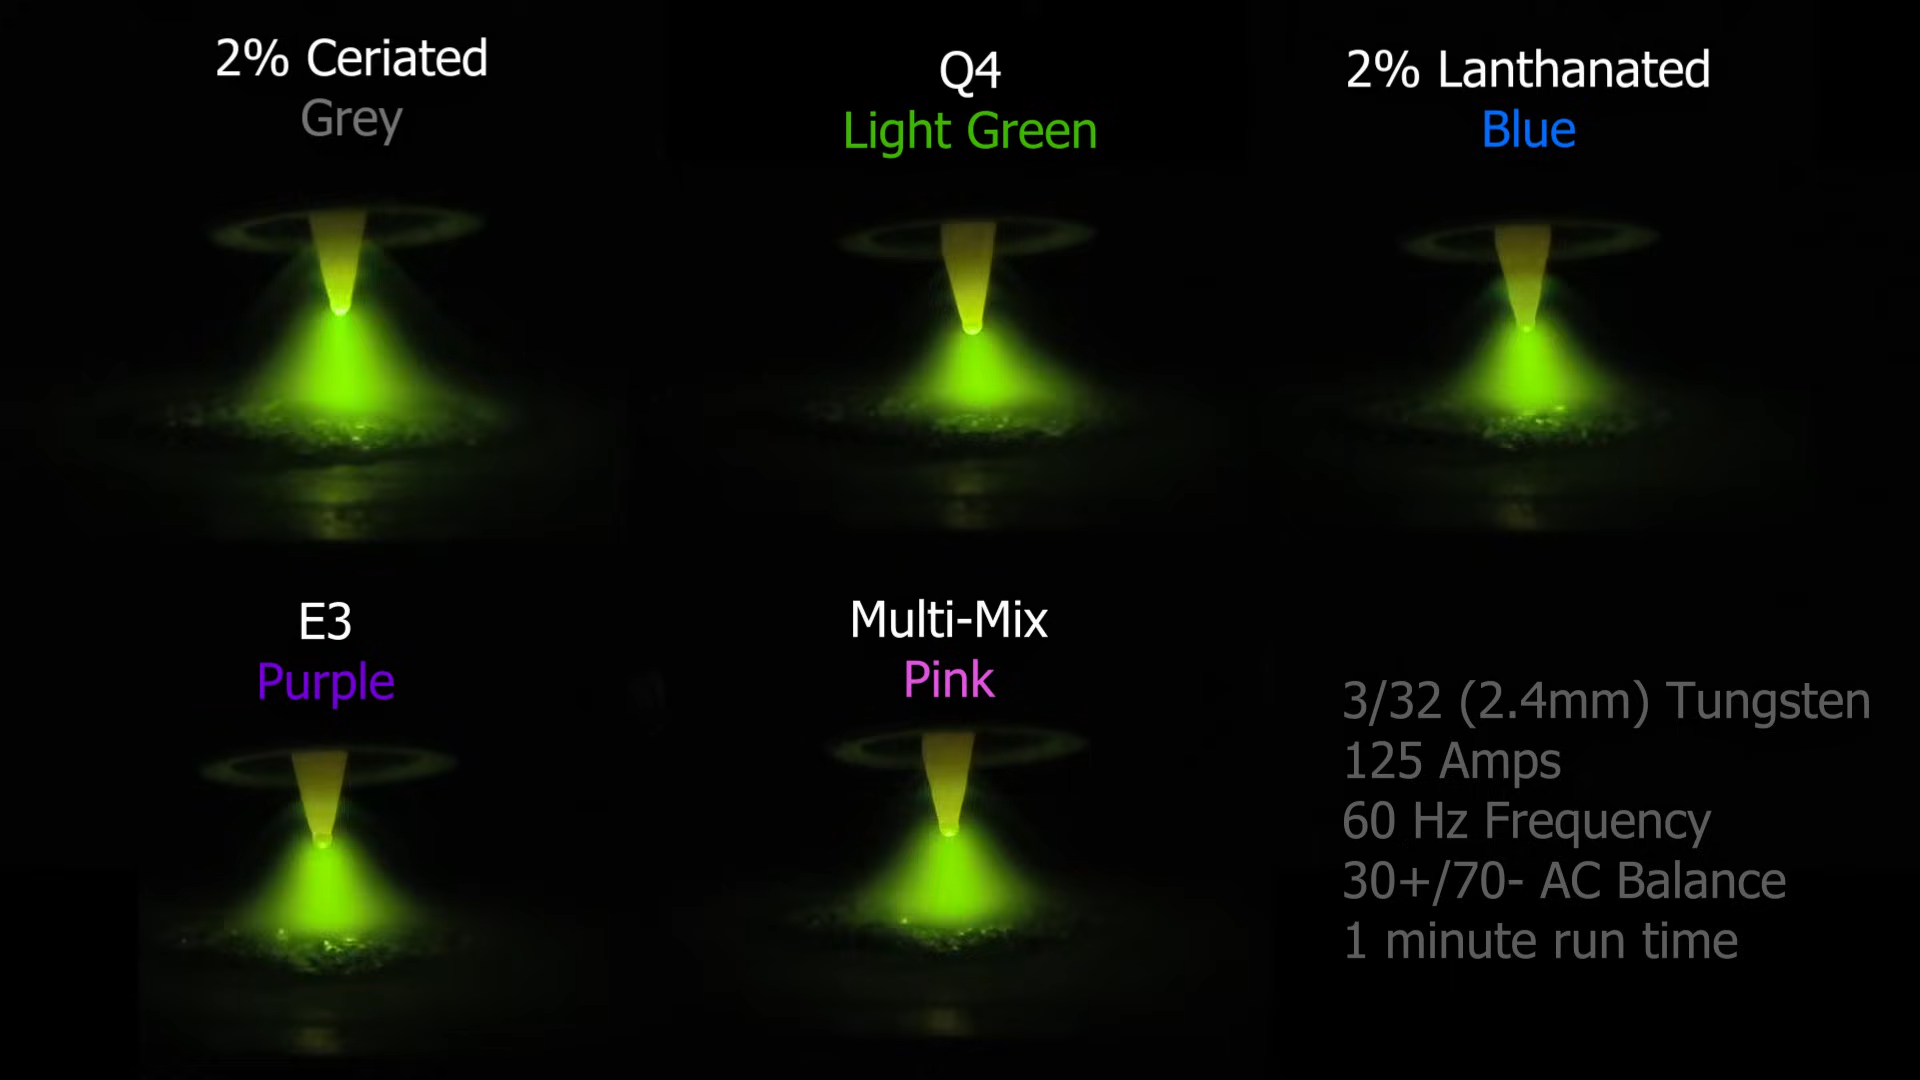 2% Ceriated
Grey
Q4
Light Green
2% Lanthanated
Blue
E3
Purple
Multi-Mix
Pink
3/32 (2.4mm) Tungsten
125 Amps
60 Hz Frequency
30+/70- AC Balance
1 minute run time